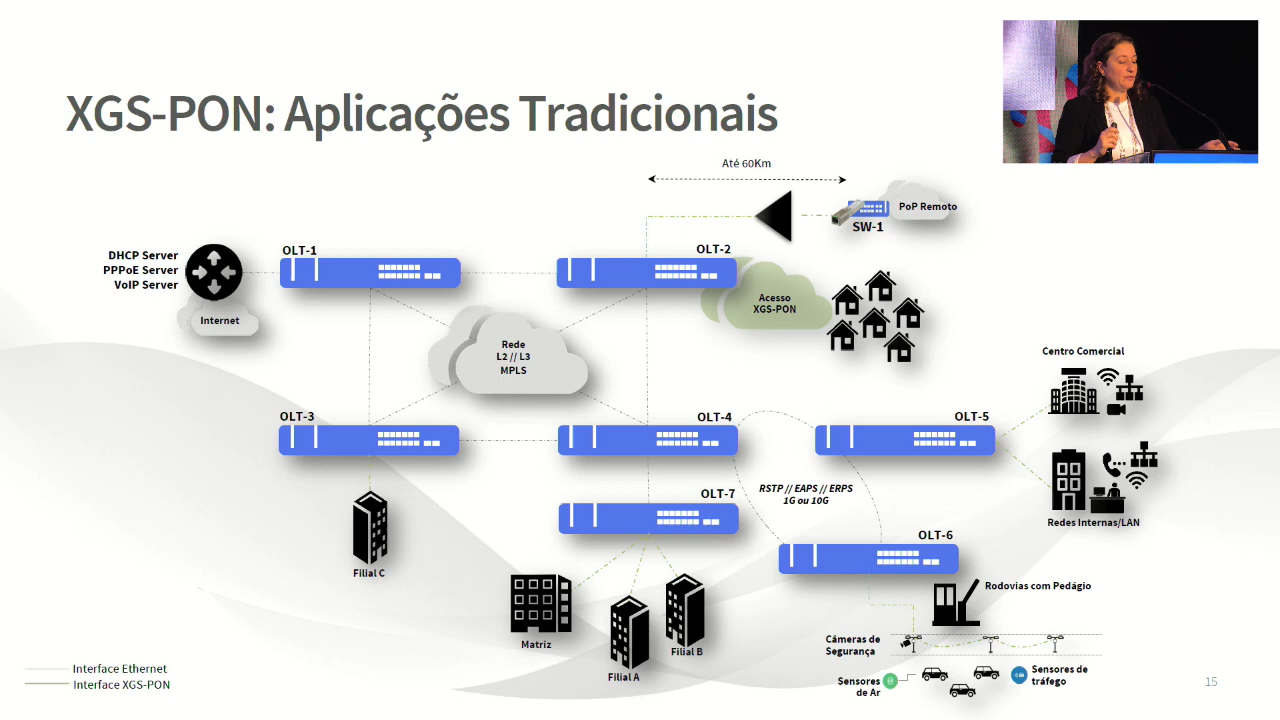 XGS-PON: Aplicações Tradicionais
Até 60Km
PoP Remoto
SW-1
DHCP Server
PPPoE Server
VoIP Server
Internet
OLT-1
OLT-2
Acesso
XGS-PON
Rede
L2 // L3
MPLS
Centro Comercial
OLT-3
OLT-4
OLT-5
RSTP // EAPS // ERPS
1G ou 10G
OLT-7
Redes Internas/LAN
OLT-6
Filial C
Rodovias com Pedágio
Matriz
Filial A
Filial B
Câmeras de
Segurança
Sensores
de Ar
Sensores de
tráfego
Interface Ethernet
Interface XGS-PON
15